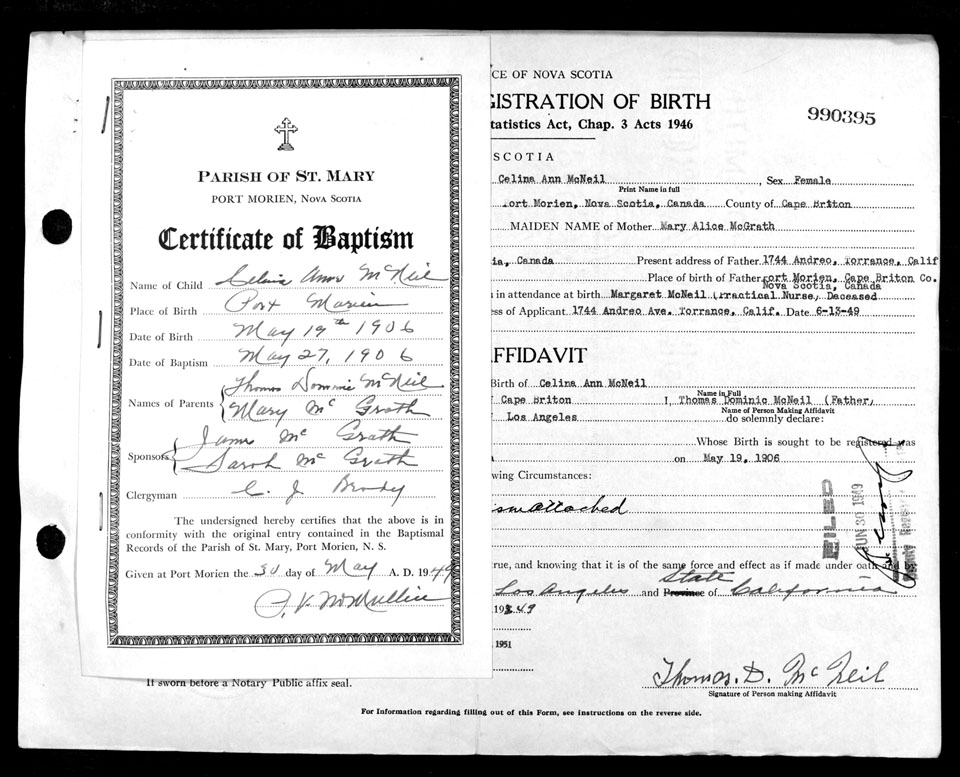 PARISH OF ST. MARY
PORT MORIEN, NOVA SCOTIA
Certificate of Baptism
Name of Child Celina Ann McNeil
Place of Birth Port Morien
Date of Birth May 19th 1906
Date of Baptism May 27, 1906
Names of Parents Thomas Dominic McNeil
Mary McGrath
Sponsors James McGrath
Sarah McGrath
Clergyman C. J. Brody
The undersigned hereby certifies that the above is in
conformity with the original entry contained in the Baptismal
Records of the Parish of St. Mary, Port Morien, N. S.
Given at Port Morien the 30 day of May A. D. 1949
If sworn before a Notary Public affix seal.
CE OF NOVA SCOTIA
GISTRATION OF BIRTH
990395
tatistics Act, Chap. 3 Acts 1946
SCOTIA
Celina Ann McNeil, Sex Female
Print Name in full
Port Morien, Nova Scotia, Canada County of Cape Briton
MAIDEN NAME of Mother Mary Alice McGrath
ia, Canada Present address of Father 1744 Andreo, Torrance, Calif
Place of birth of Father Port Morien, Cape Briton Co.
Nova Scotia, Canada
in attendance at birth Margaret McNeil (Practical Nurse, Deceased
ss of Applicant 1744 Andreo Ave. Torrance, Calif. Date 6-13-49
FFIDAVIT
Birth of Celina Ann McNeil
Name in Full
Cape Briton I, Thomas Dominic McNeil (Father,
Name of Person Making Affidavit
Los Angeles do solemnly declare:
Whose Birth is sought to be registered was
on May 19, 1906
wing Circumstances:
ism attached
FILED
JUN 30 1949
rue, and knowing that it is of the same force and effect as if made under oath and by
State
Los Angeles and Province of California
1949
1951
Thomas. D. McNeil
Signature of Person making Affidavit
For Information regarding filling out of this Form, see instructions on the reverse side.